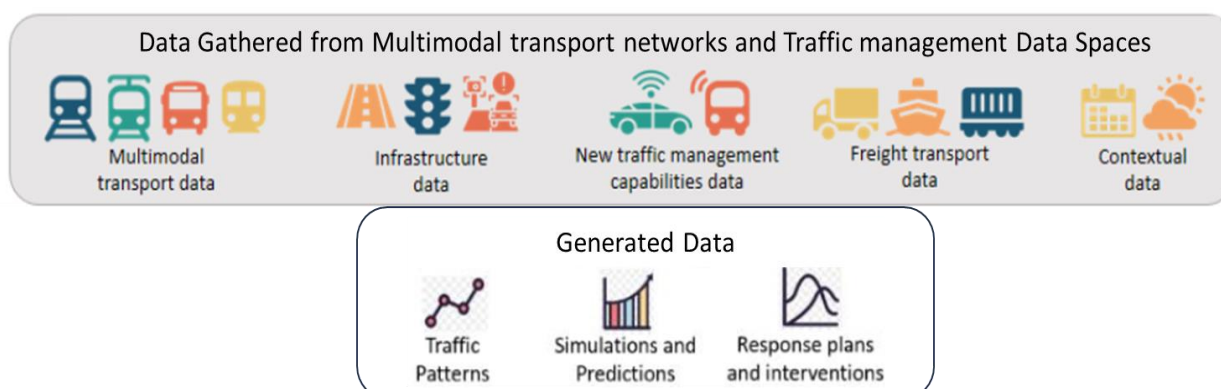 Data Gathered from Multimodal transport networks and Traffic management Data Spaces
Multimodal
transport data
Infrastructure
data
New traffic management
capabilities data
Freight transport
data
Contextual
data
Generated Data
Traffic
Patterns
Simulations and
Predictions
Response plans
and interventions